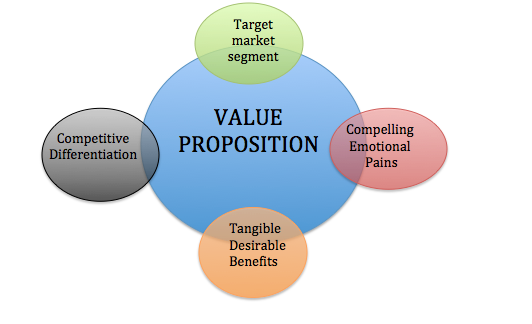 Target
market
segment
VALUE
PROPOSITION
Competitive
Differentiation
Compelling
Emotional
Pains
Tangible
Desirable
Benefits